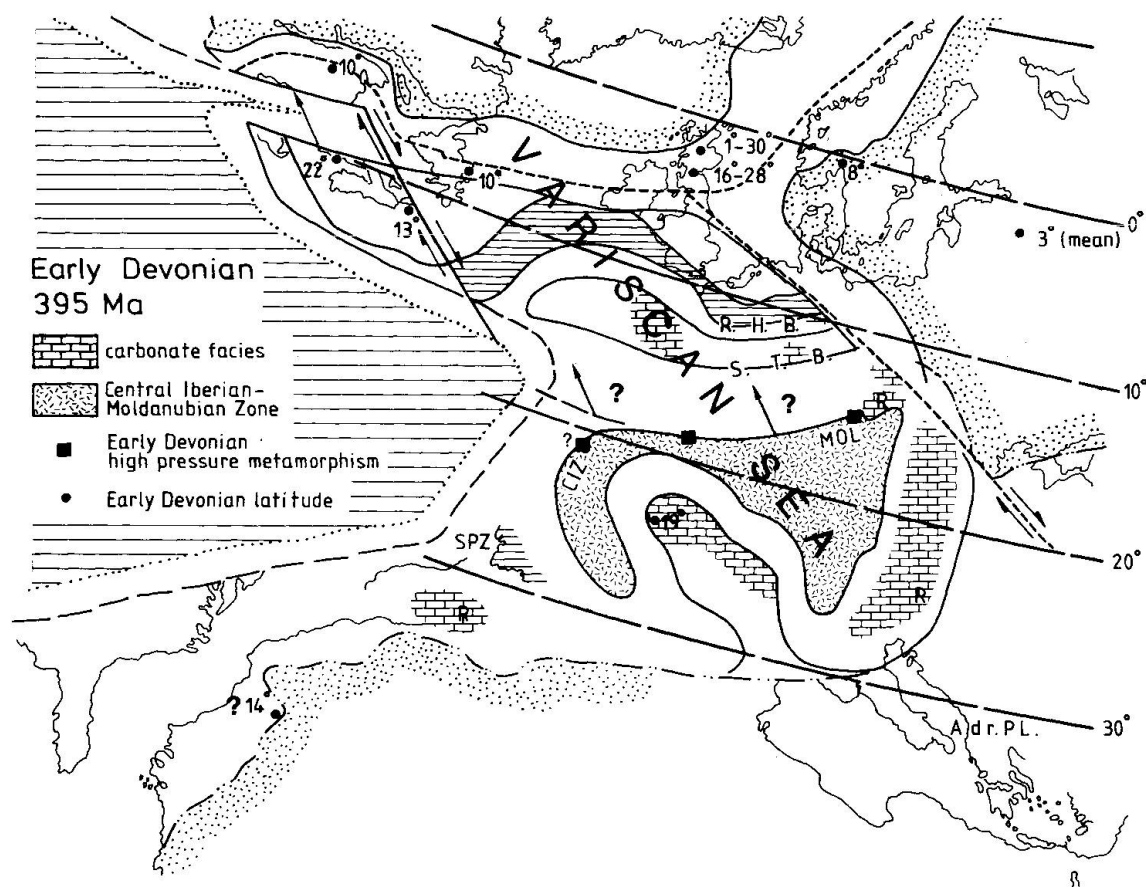 10°
1-30°
16-28°
8°
22°
10°
13°
0°
3° (mean)
VARISCAN SEA
Early Devonian
395 Ma
carbonate facies
Central Iberian-
Moldanubian Zone
Early Devonian
high pressure metamorphism
Early Devonian latitude
R-H. B.
S. T. B
10°
? ?
R
?
CIZ
MOL
19°
20°
SPZ
R
R
? 14°
30°
Adr. PL.